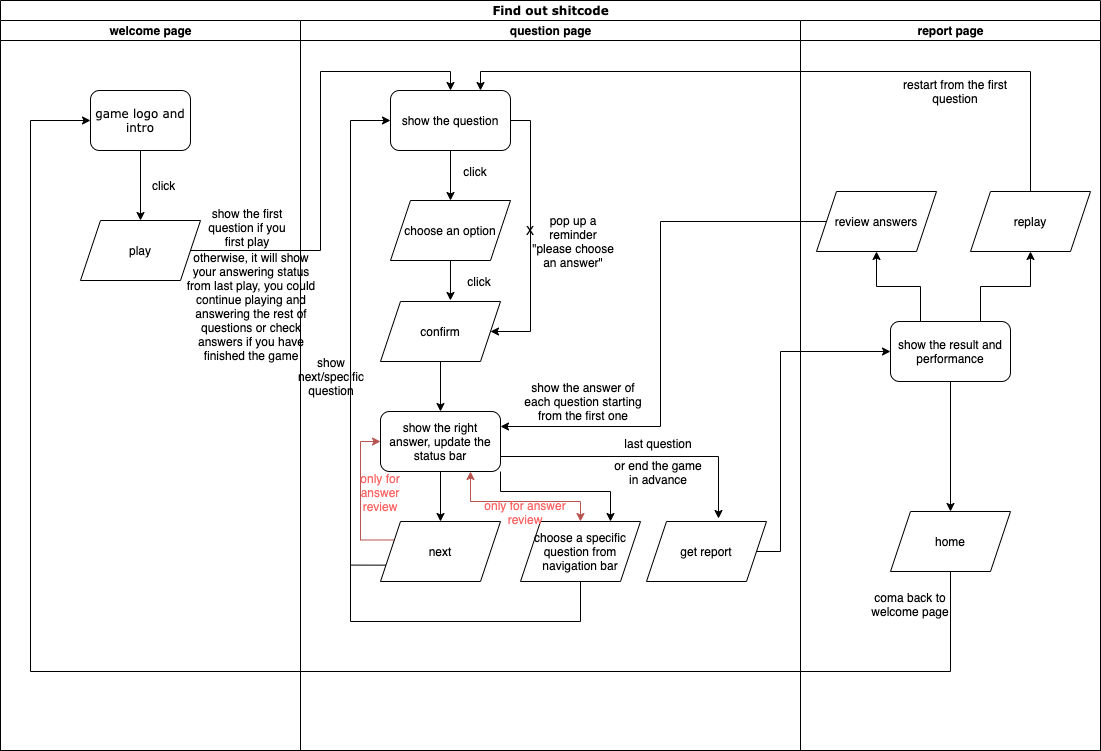 Find out shitcode
welcome page
question page
report page
game logo and
intro
click
play
show the first
question if you
first play
otherwise, it will show
your answering status
from last play, you could
continue playing and
answering the rest of
questions or check
answers if you have
finished the game
show the question
click
choose an option
click
confirm
X
pop up a
reminder
"please choose
an answer"
show
next/specific
question
show the right
answer, update the
status bar
show the answer of
each question starting
from the first one
last question
or end the game
in advance
only for
answer
review
only for answer
review
next
choose a specific
question from
navigation bar
get report
restart from the first
question
review answers
replay
show the result and
performance
home
coma back to
welcome page